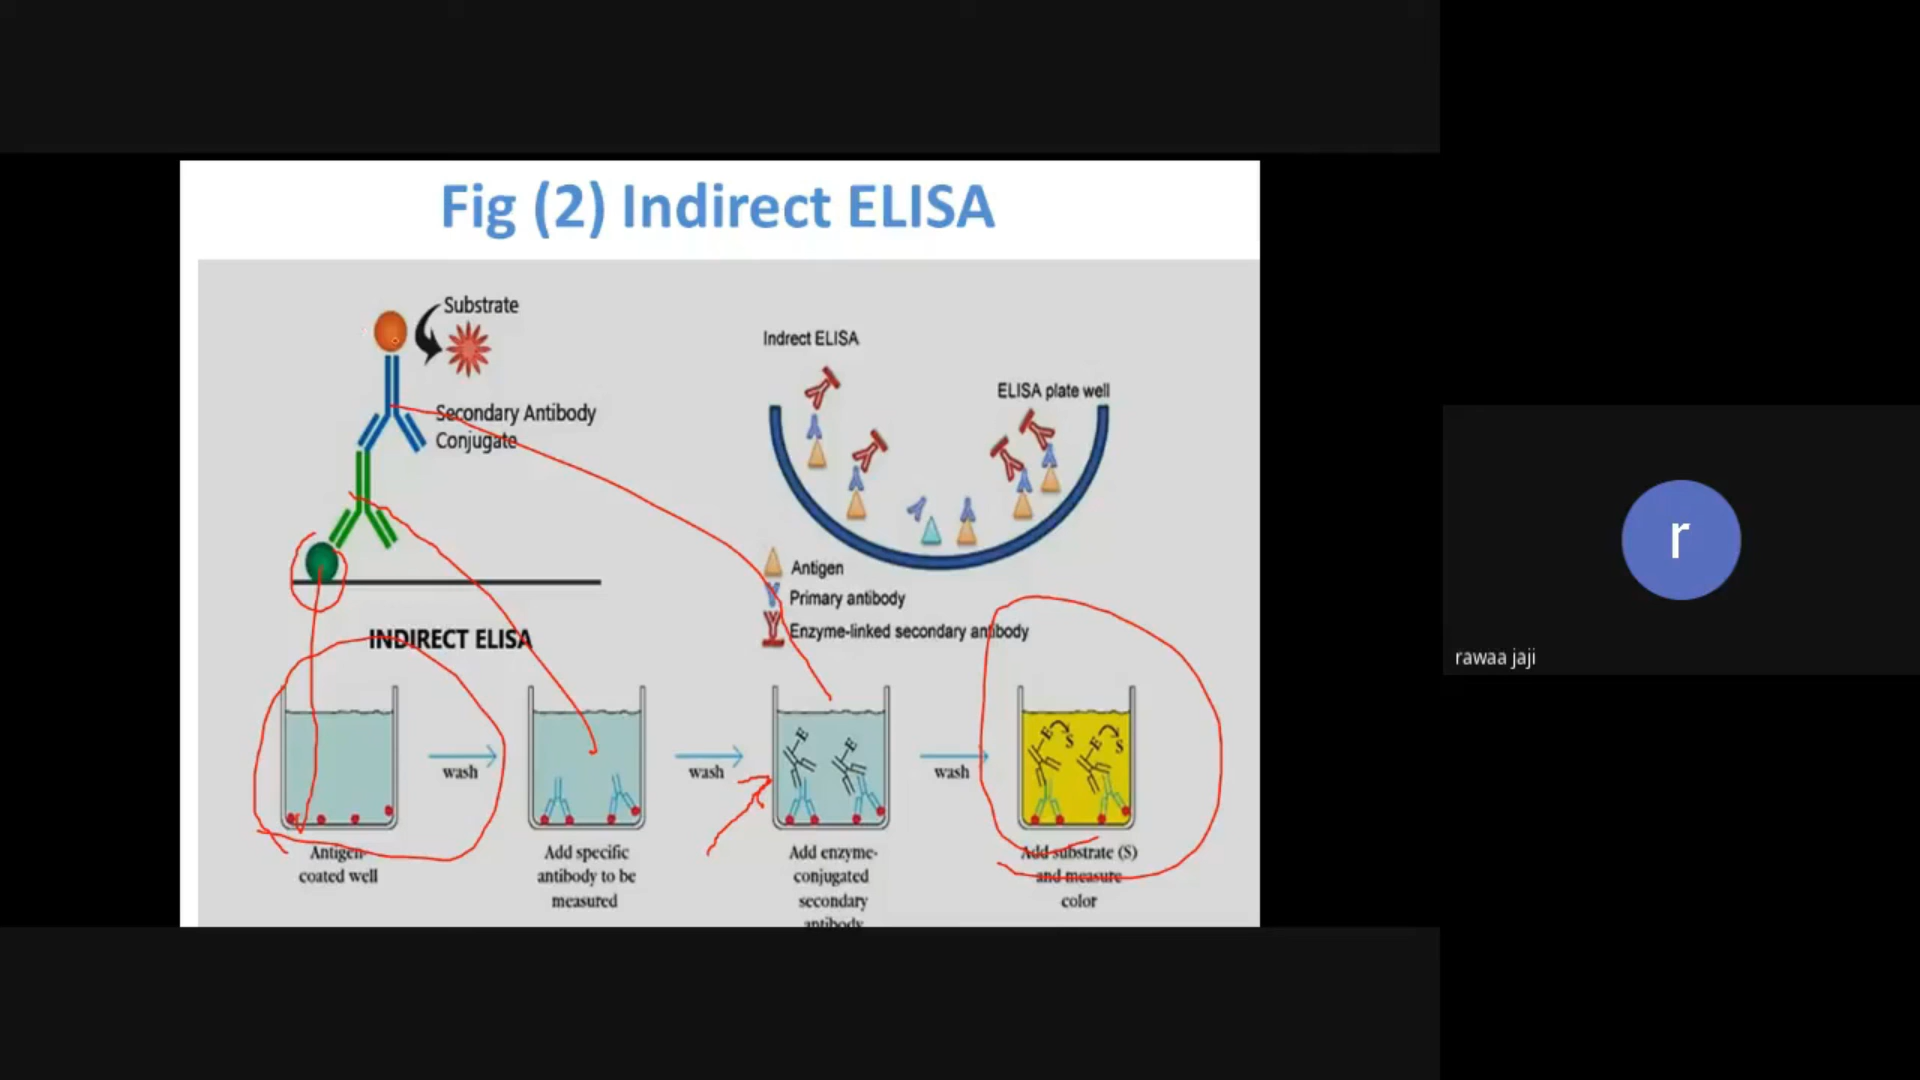 Fig (2) Indirect ELISA
Substrate
Secondary Antibody
Conjugate
INDIRECT ELISA
Indrect ELISA
ELISA plate well
Antigen
Primary antibody
Enzyme-linked secondary antibody
wash
wash
wash
E
E
E
S
E
S
Antigen-
coated well
Add specific
antibody to be
measured
Add enzyme-
conjugated
secondary
antibody
Add substrate (S)
and measure
color
r
rawaa jaji